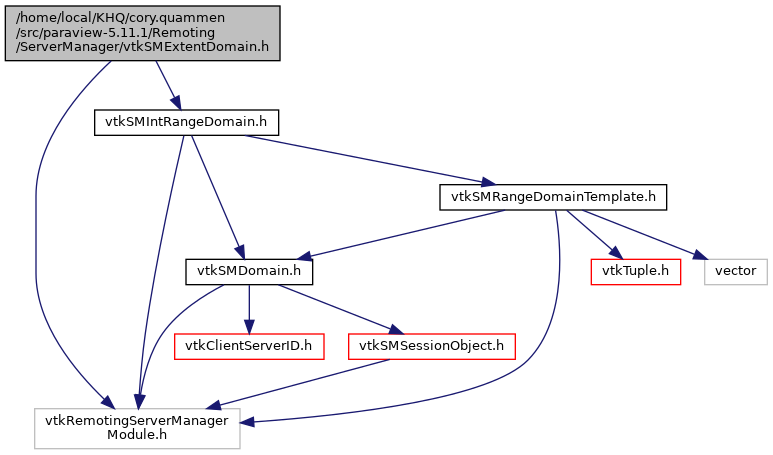 /home/local/KHQ/cory.quammen
/src/paraview-5.11.1/Remoting
/ServerManager/vtkSMExtentDomain.h
vtkSMIntRangeDomain.h
vtkSMRangeDomainTemplate.h
vtkSMDomain.h
vtkTuple.h
vector
vtkClientServerID.h
vtkSMSessionObject.h
vtkRemotingServerManager
Module.h